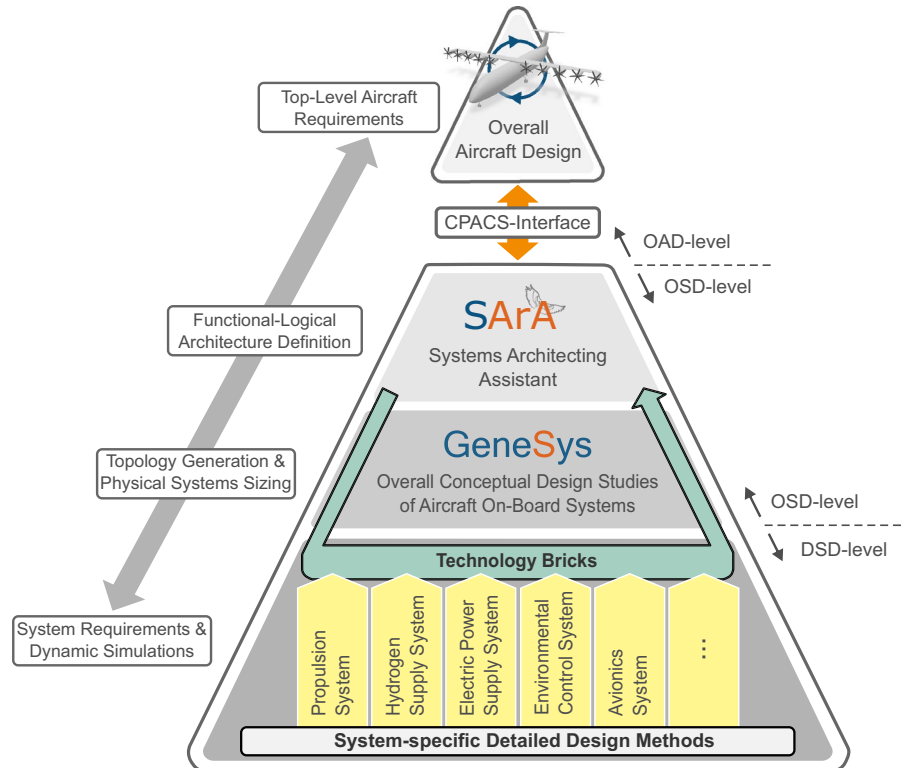 Top-Level Aircraft
Requirements
Overall
Aircraft Design
CPACS-Interface
OAD-level
OSD-level
Functional-Logical
Architecture Definition
SArA
Systems Architecting
Assistant
GeneSys
Overall Conceptual Design Studies
of Aircraft On-Board Systems
Topology Generation &
Physical Systems Sizing
OSD-level
DSD-level
Technology Bricks
System Requirements &
Dynamic Simulations
Propulsion
System
Hydrogen
Supply System
Electric Power
Supply System
Environmental
Control System
Avionics
System
...
System-specific Detailed Design Methods